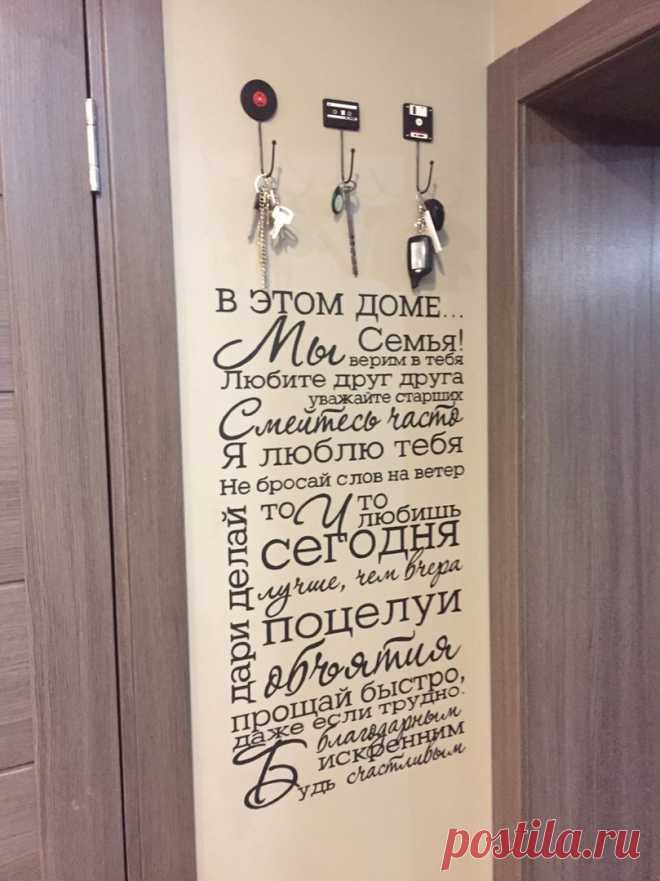 В ЭТОМ ДОМЕ...
Мы Семья!
верим в тебя
Любите друг друга
уважайте старших
Смейтесь часто
Я люблю тебя
Не бросай слов на ветер
делай то Что любишь
сегодня
лучше, чем вчера
дари поцелуи
объятия
прощай быстро,
даже если трудно.
Будь благодарным
искренним
счастливым
postila.ru